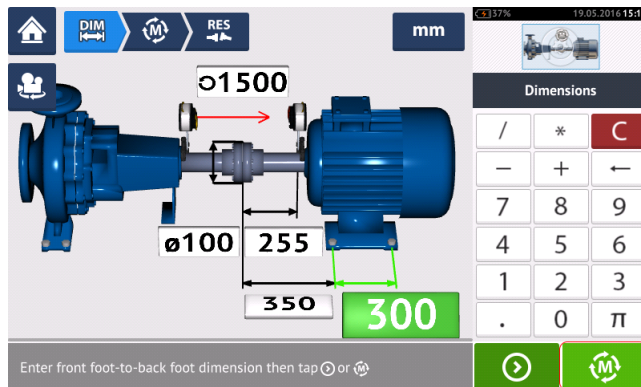 DIM
M
RES
mm
37%
19.05.2016 15:1
1500
Dimensions
/ * C
− + ←
7 8 9
4 5 6
1 2 3
. 0 π
ø100
255
350
300
Enter front foot-to-back foot dimension then tap or M
M